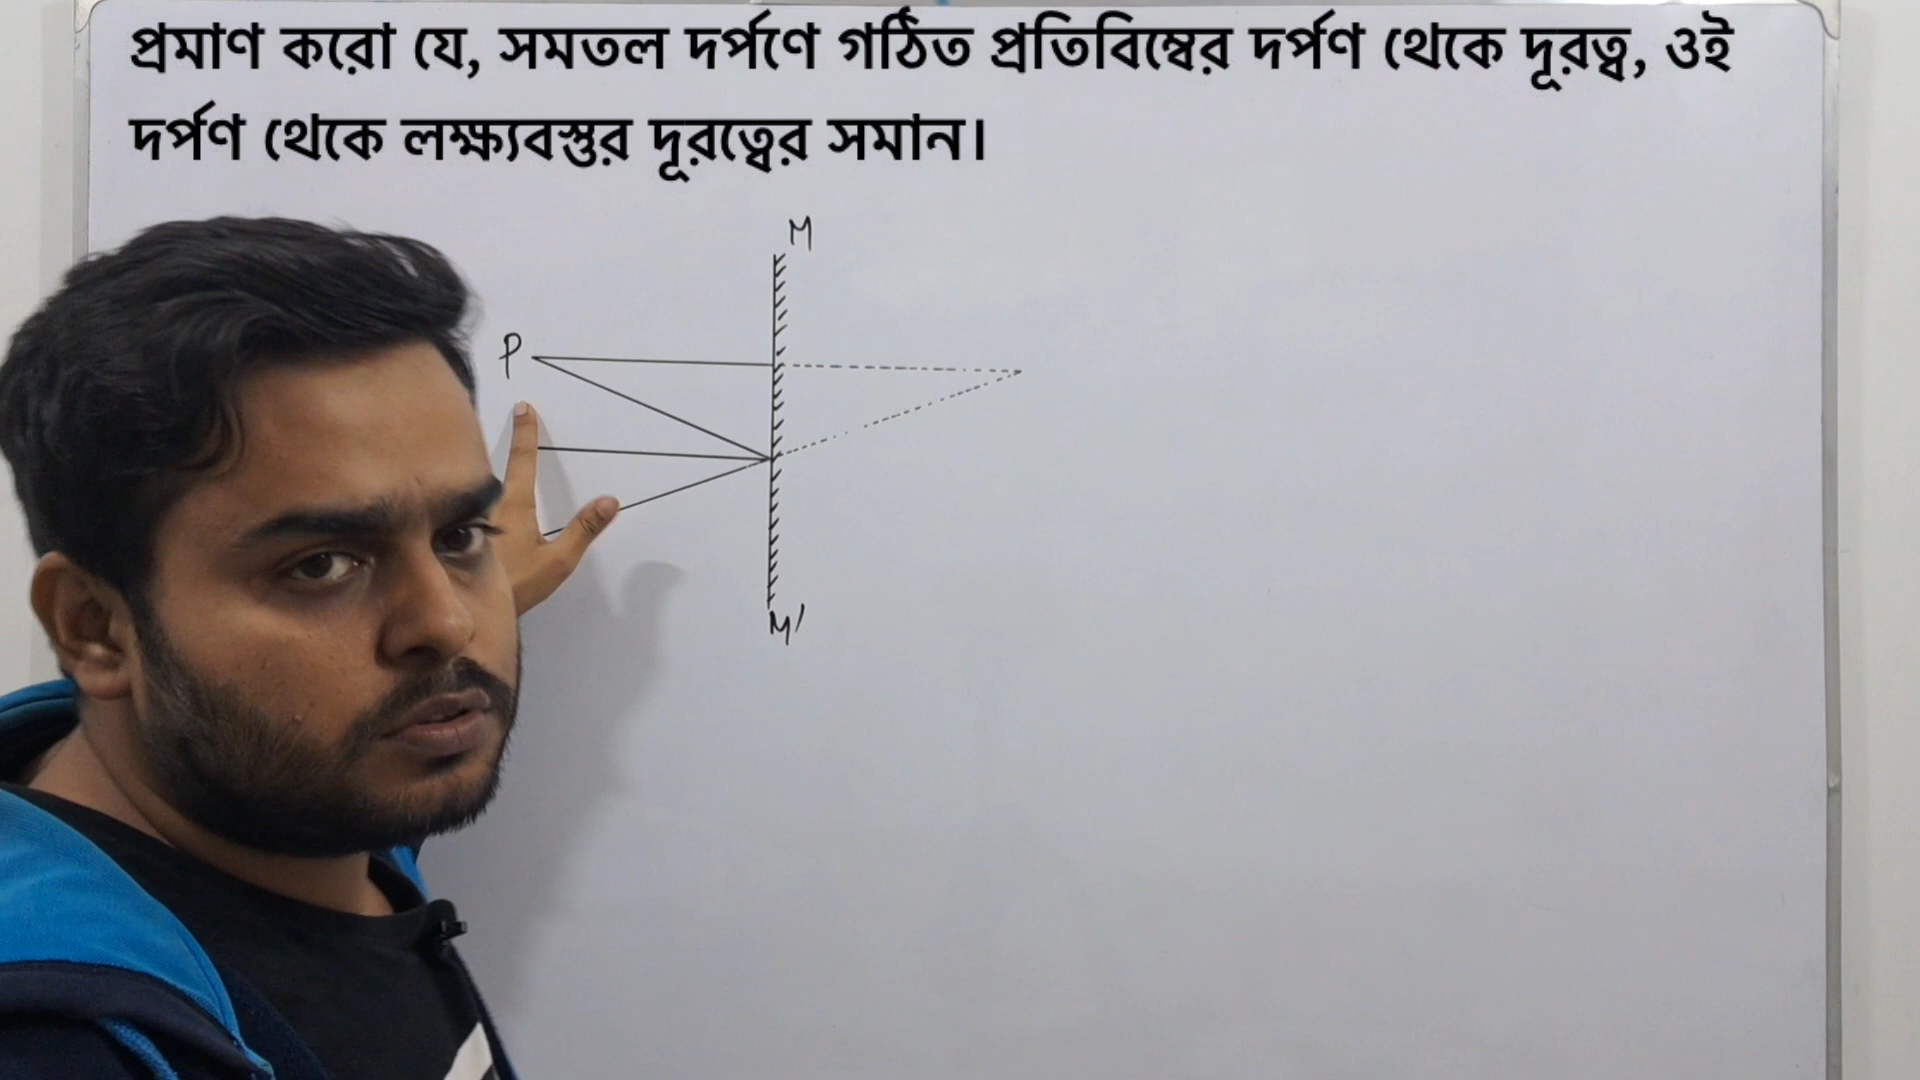 প্রমাণ করো যে, সমতল দর্পণে গঠিত প্রতিবিম্বের দর্পণ থেকে দূরত্ব, ওই
দর্পণ থেকে লক্ষ্যবস্তুর দূরত্বের সমান।
M
P
M'